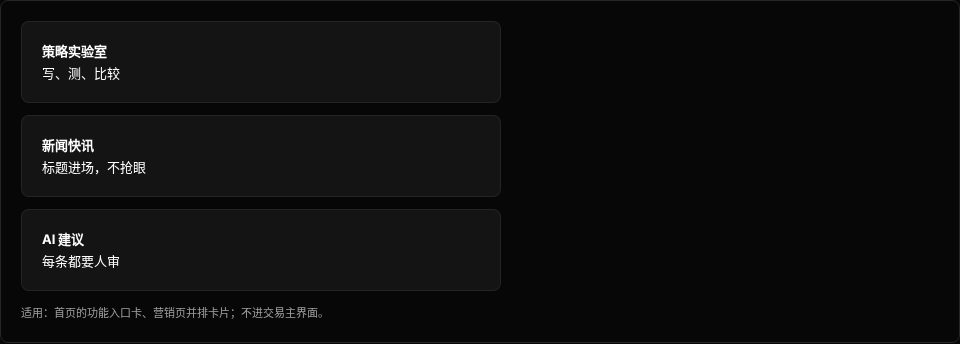 策略实验室
写、测、比较
新闻快讯
标题进场，不抢眼
AI 建议
每条都要人审
适用：首页的功能入口卡、营销页并排卡片；不进交易主界面。